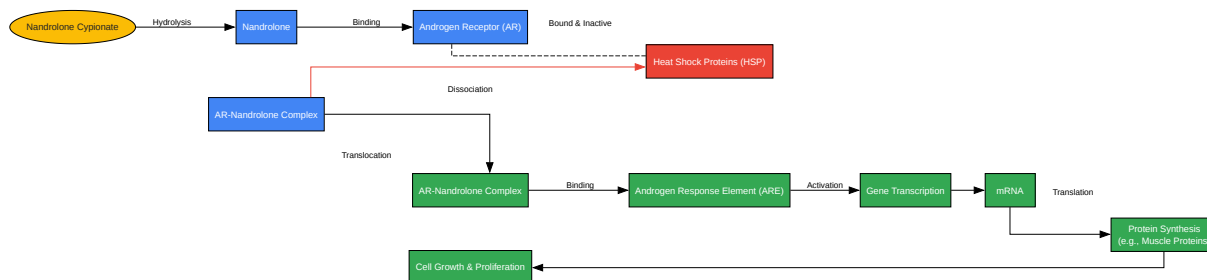 Nandrolone Cypionate
Hydrolysis
Nandrolone
Binding
Androgen Receptor (AR)
Bound & Inactive
Heat Shock Proteins (HSP)
Dissociation
AR-Nandrolone Complex
Translocation
AR-Nandrolone Complex
Binding
Androgen Response Element (ARE)
Activation
Gene Transcription
mRNA
Translation
Protein Synthesis
(e.g., Muscle Proteins)
Cell Growth & Proliferation